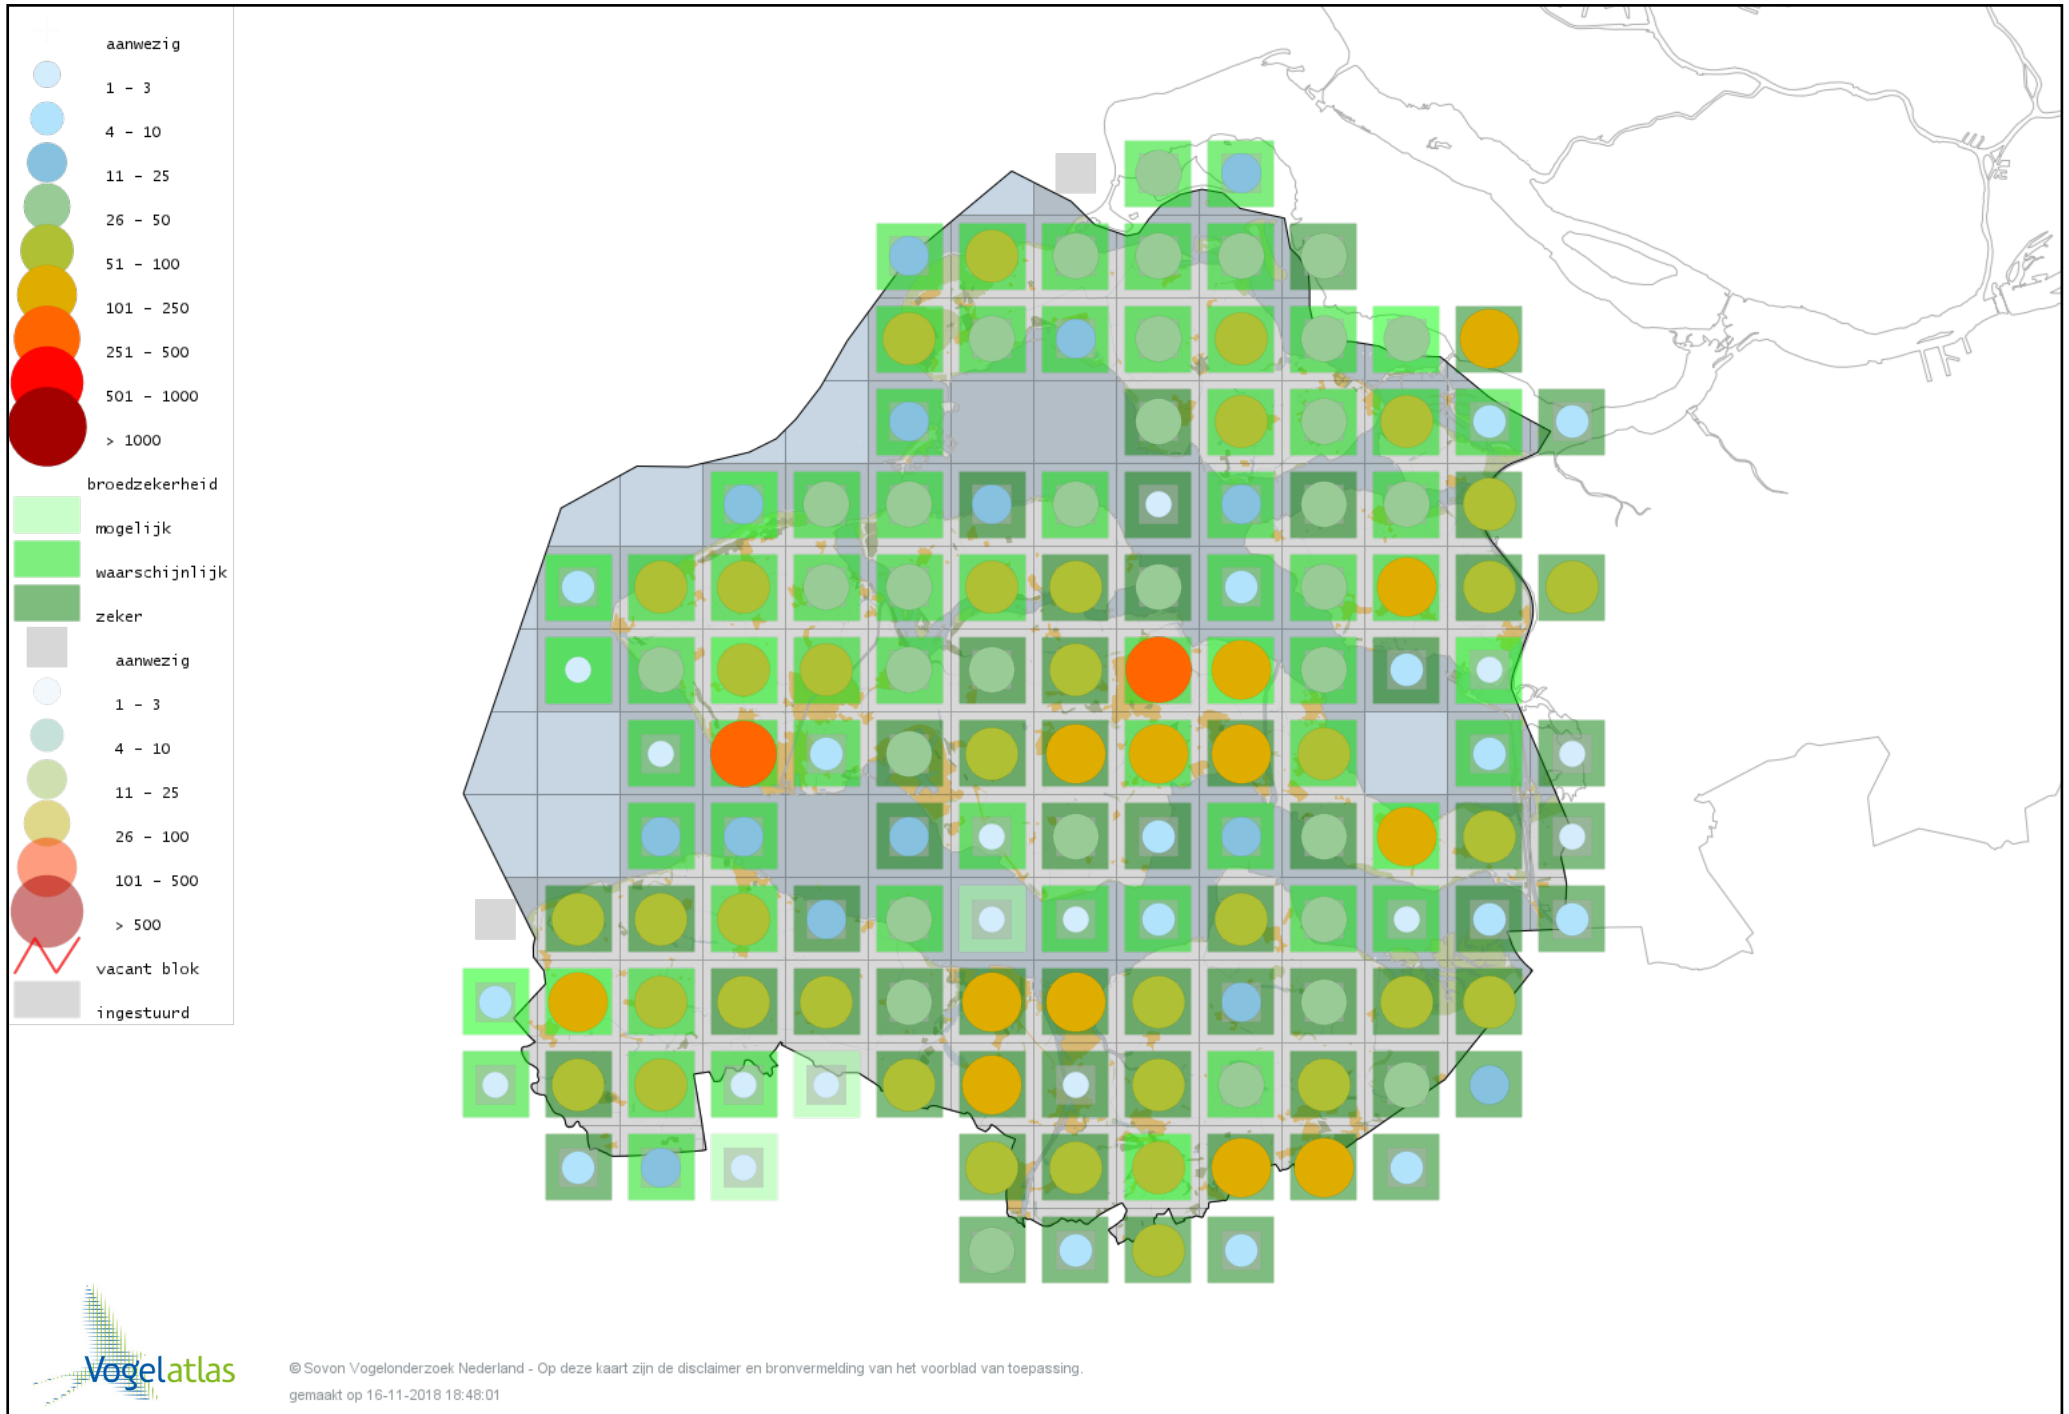 aanwezig
1 - 3
4 - 10
11 - 25
26 - 50
51 - 100
101 - 250
251 - 500
501 - 1000
> 1000
broedzekerheid
mogelijk
waarschijnlijk
zeker
aanwezig
1 - 3
4 - 10
11 - 25
26 - 100
101 - 500
> 500
vacant blok
ingestuurd
Vogelatlas
© Sovon Vogelonderzoek Nederland - Op deze kaart zijn de disclaimer en bronvermelding van het voorblad van toepassing.
gemaakt op 16-11-2018 18:48:01